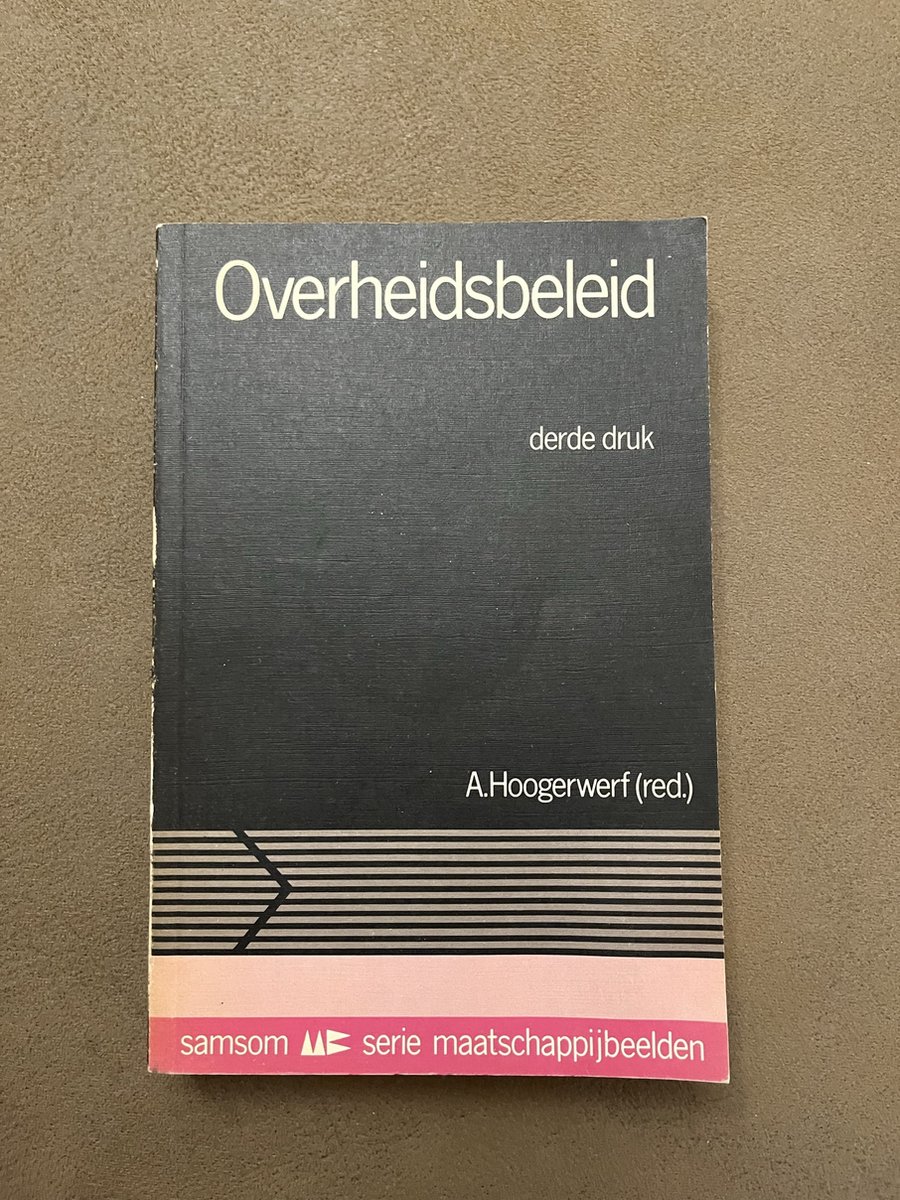 Overheidsbeleid
derde druk
A.Hoogerwerf (red.)
samsom serie maatschappijbeelden